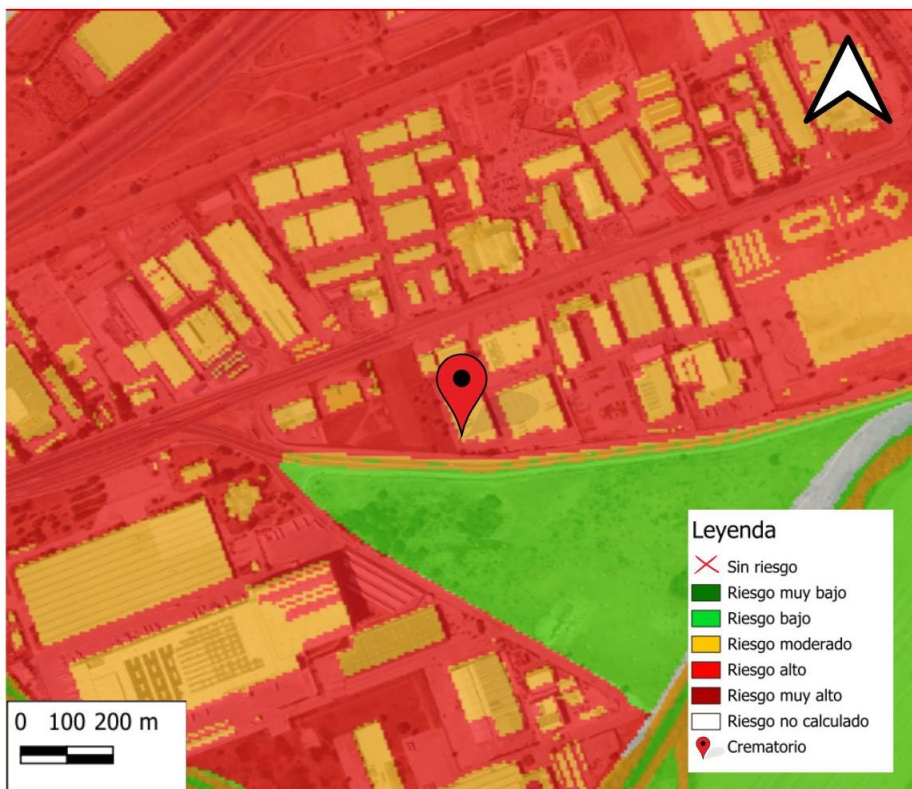 Leyenda
Sin riesgo
Riesgo muy bajo
Riesgo bajo
Riesgo moderado
Riesgo alto
Riesgo muy alto
Riesgo no calculado
Crematorio
0 100 200 m